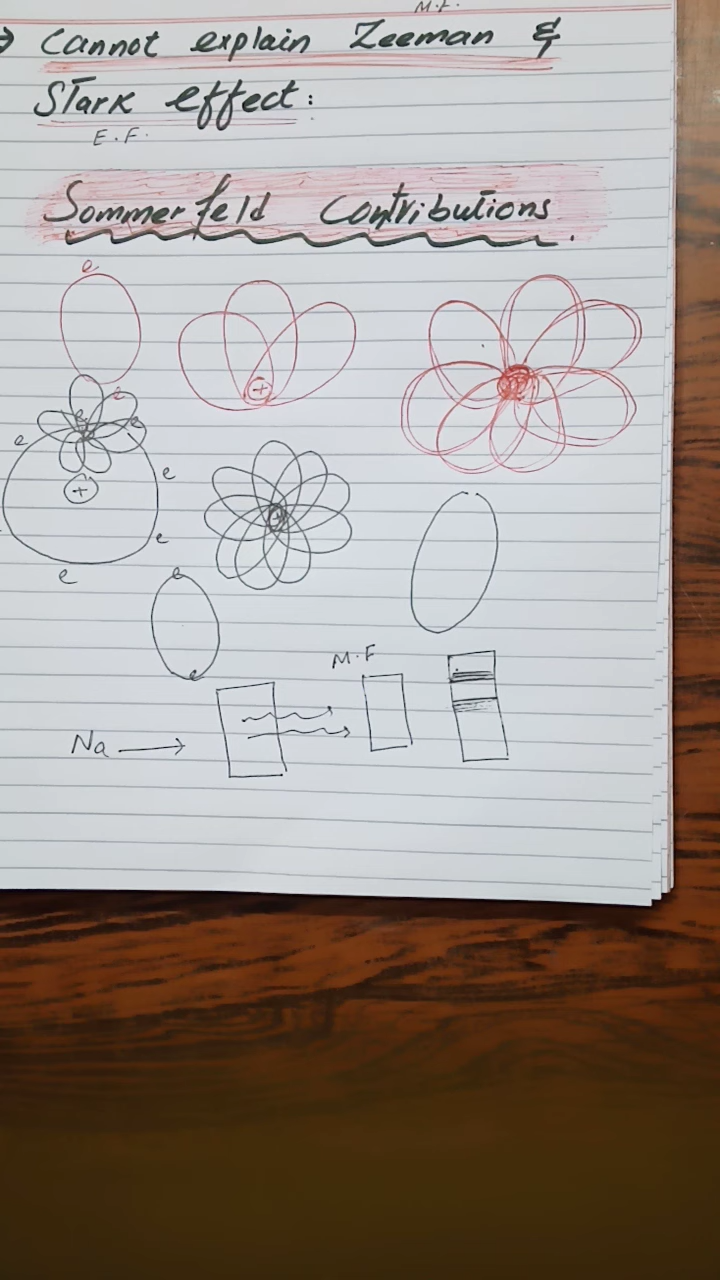 M.F.
→ Cannot explain Zeeman &
Stark effect:
E.F.
Sommerfeld Contributions.
e
+
e
e
e
e
e
+
e
e
+
e
e
M.F
Na →